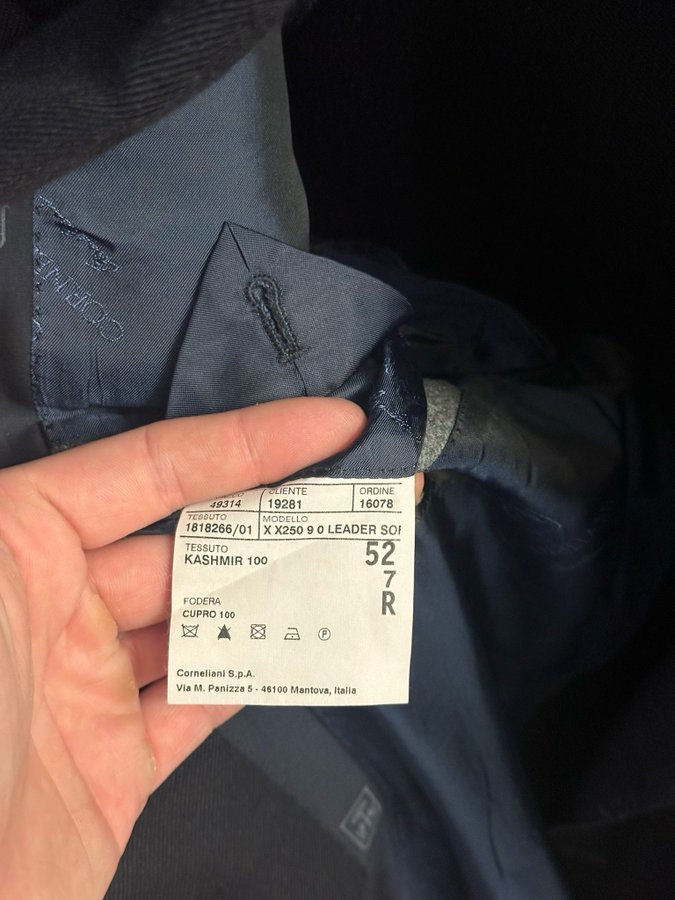 49314
CLIENTE
19281
ORDINE
16078
TESSUTO
1818266/01
MODELLO
X X250 9 0 LEADER
TESSUTO
KASHMIR 100
52
7
R
FODERA
CUPRO 100
P
Corneliani S.p.A.
Via M. Panizza 5 - 46100 Mantova, Italia